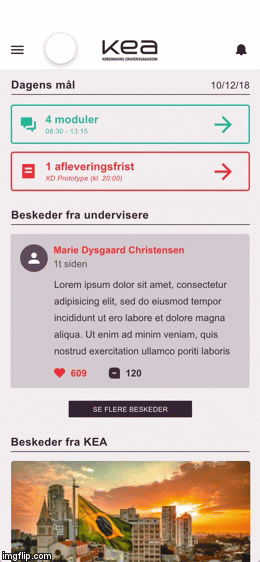 kea
KØBENHAVNS ERHVERVSAKADEMI
Dagens mål
10/12/18
4 moduler
08:30 - 13:15
1 afleveringsfrist
XD Prototype (kl. 20:00)
Beskeder fra undervisere
Marie Dysgaard Christensen
1t siden
Lorem ipsum dolor sit amet, consectetur
adipisicing elit, sed do eiusmod tempor
incididunt ut ero labore et dolore magna
aliqua. Ut enim ad minim veniam, quis
nostrud exercitation ullamco poriti laboris
609
120
SE FLERE BESKEDER
Beskeder fra KEA
imgflip.com